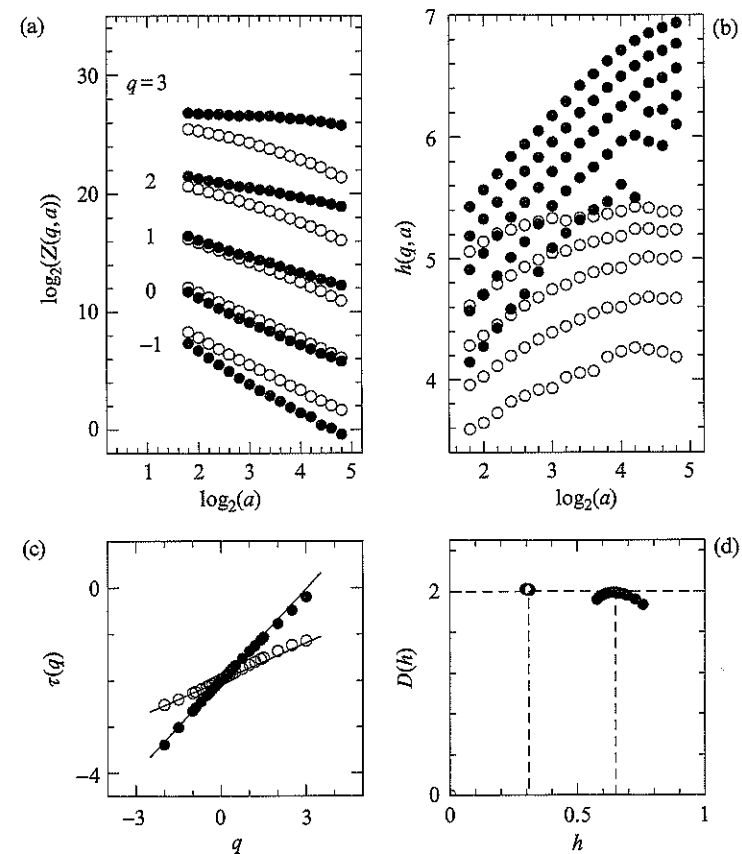 (a)
30
20
10
0
q=3
2
1
0
−1
log₂(Z(q,a))
1 2 3 4 5
log₂(a)
(b)
7
6
5
4
h(q,a)
2 3 4 5
log₂(a)
(c)
0
−4
τ(q)
−3 0 3
q
(d)
2
0
D(h)
0 0.5 1
h